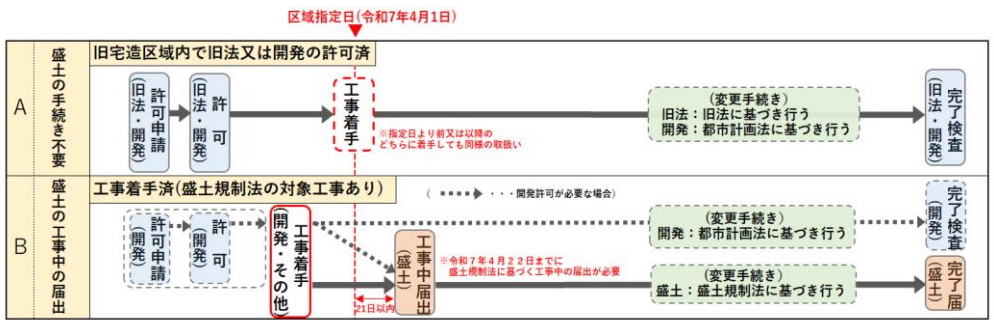 区域指定日(令和7年4月1日)
A
盛土の手続き不要
旧宅造区域内で旧法又は開発の許可済
許可申請
(旧法・開発)
許可
(旧法・開発)
工事着手
※指定日より前又は以降の
どちらに着手しても同様の取扱い
(変更手続き)
旧法：旧法に基づき行う
開発：都市計画法に基づき行う
完了検査
(旧法・開発)
B
盛土の工事中の届出
工事着手済(盛土規制法の対象工事あり)
( ・・・開発許可が必要な場合)
許可申請
(開発)
許可
(開発)
工事着手
(開発・その他)
21日以内
工事中届出
(盛土)
※令和７年４月２２日までに
盛土規制法に基づく工事中の届出が必要
(変更手続き)
開発：都市計画法に基づき行う
(変更手続き)
盛土：盛土規制法に基づき行う
完了検査
(開発)
完了届
(盛土)